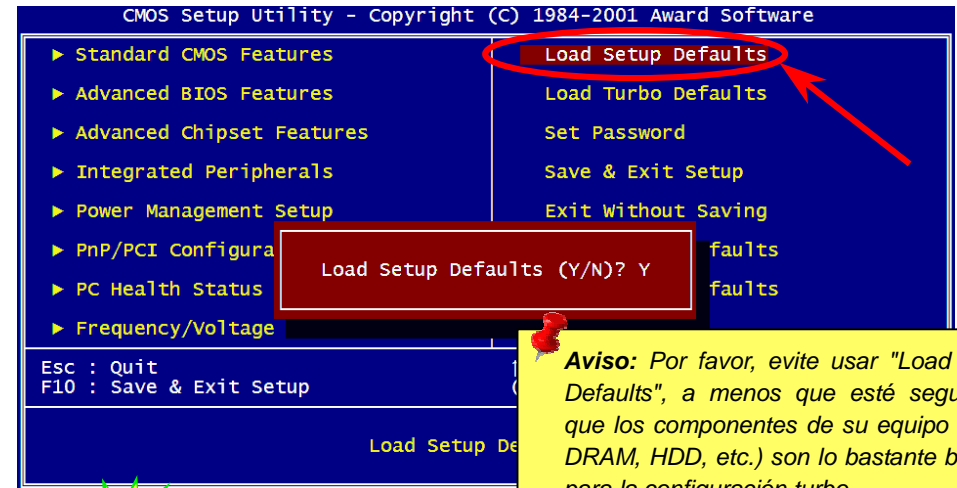 CMOS Setup Utility - Copyright (C) 1984-2001 Award Software
► Standard CMOS Features
► Advanced BIOS Features
► Advanced Chipset Features
► Integrated Peripherals
► Power Management Setup
► PnP/PCI Configura
► PC Health Status
► Frequency/Voltage
Load Setup Defaults
Load Turbo Defaults
Set Password
Save & Exit Setup
Exit Without Saving
faults
faults
Load Setup Defaults (Y/N)? Y
Esc : Quit
F10 : Save & Exit Setup
Load Setup De
Aviso: Por favor, evite usar "Load
Defaults", a menos que esté segu
que los componentes de su equipo
DRAM, HDD, etc.) son lo bastante b
para la configuración turbo